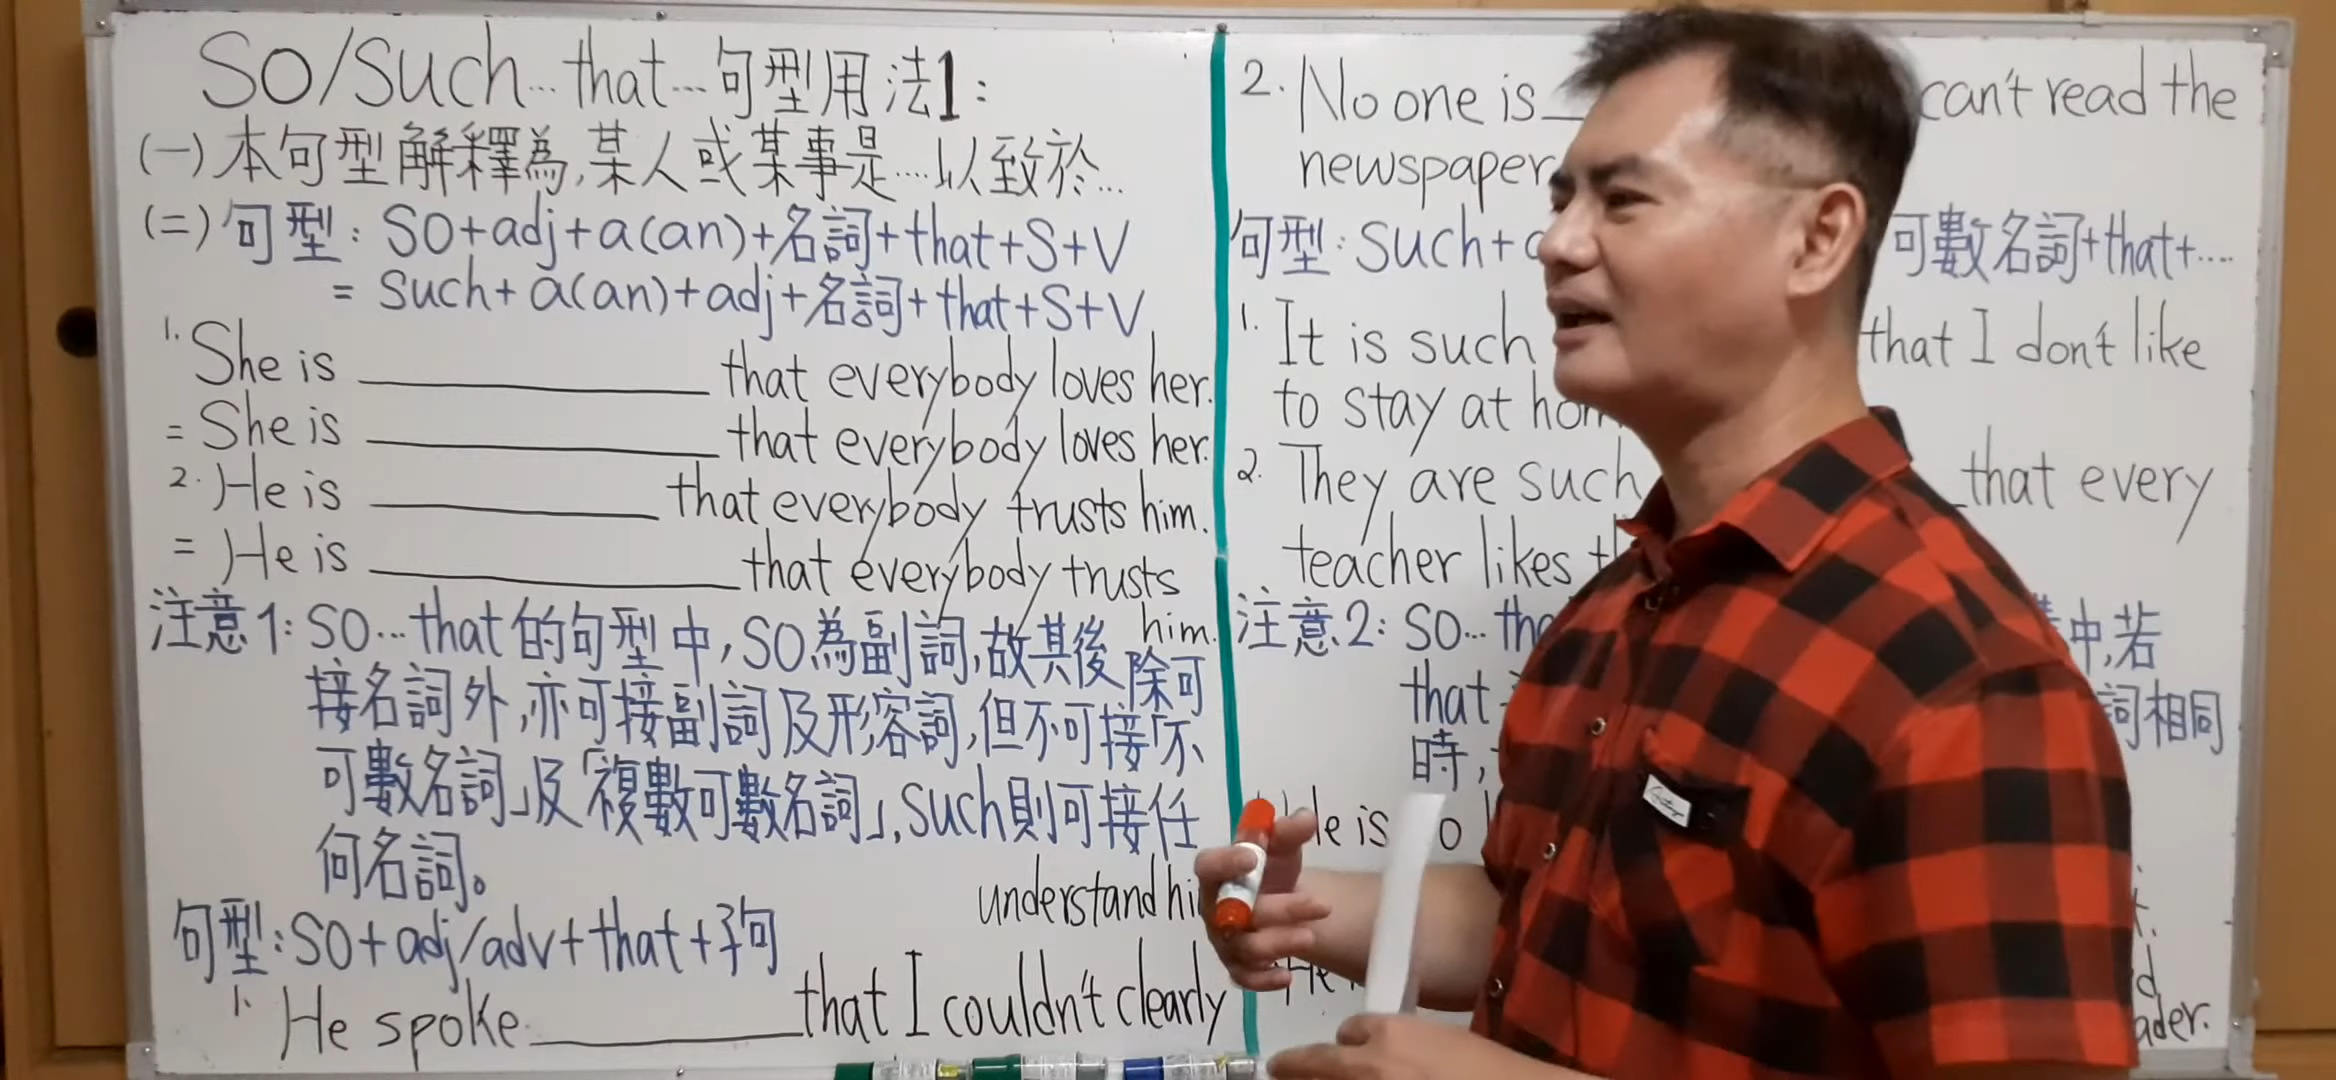 So/Such…that…句型用法1:
(一)本句型解釋為,某人或某事是…以致於…
(二)句型: so+adj+a(an)+名詞+that+S+V
= such+a(an)+adj+名詞+that+S+V
1. She is ________ that everybody loves her.
= She is ________ that everybody loves her.
2. He is ________ that everybody trusts him.
= He is ________ that everybody trusts him.
注意1: so…that的句型中,so為副詞,故其後除可
接名詞外,亦可接副詞及形容詞,但不可接「不
可數名詞」及「複數可數名詞」,such則可接任
何名詞。
句型:so+adj/adv+that+子句
1. He spoke ________ that I couldn't clearly
understand
2. No one is can't read the
newspaper
句型: such+ 可數名詞+that+…
1. It is such that I don't like
to stay at
2. They are such that every
teacher likes
注意2: so… 中,若
that 詞相同
時,
is